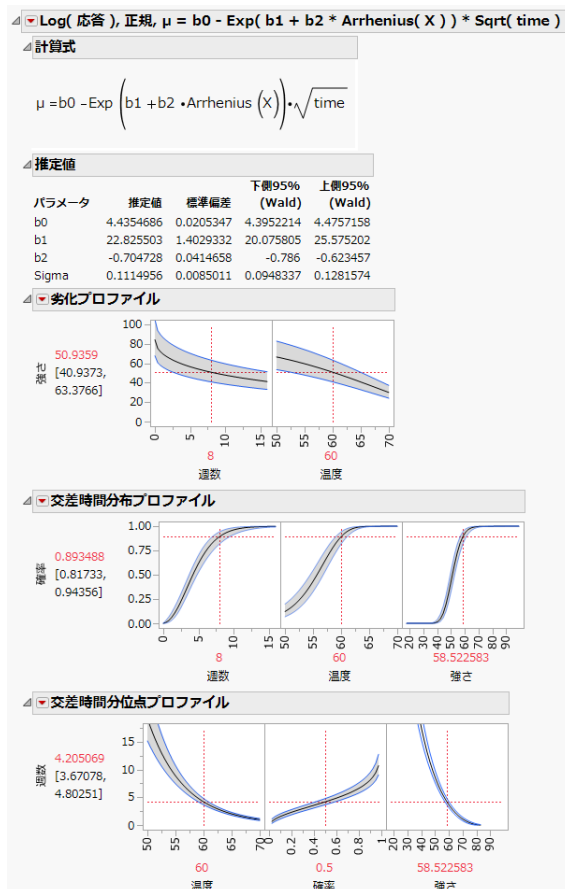 Log( 応答 ), 正規, μ = b0 - Exp( b1 + b2 * Arrhenius( X ) ) * Sqrt( time )
計算式
μ =b0 -Exp (b1 +b2 •Arrhenius (X))•√time
推定値
パラメータ 推定値 標準偏差 下側95% (Wald) 上側95% (Wald)
b0 4.4354686 0.0205347 4.3952214 4.4757158
b1 22.825503 1.4029332 20.075805 25.575202
b2 -0.704728 0.0414658 -0.786 -0.623457
Sigma 0.1114956 0.0085011 0.0948337 0.1281574
劣化プロファイル
強さ
50.9359
[40.9373,
63.3766]
100
80
60
40
20
0
0 5 10 15
50 55 60 65 70
8
60
週数
温度
交差時間分布プロファイル
確率
0.893488
[0.81733,
0.94356]
1.00
0.75
0.50
0.25
0.00
0 5 10 15
50 55 60 65 70
20 30 40 50 60 70 80 90
8
60
58.522583
週数
温度
強さ
交差時間分位点プロファイル
週数
4.205069
[3.67078,
4.80251]
15
10
5
0
50 55 60 65 70
0 0.2 0.4 0.6 0.8 1
20 30 40 50 60 70 80 90
60
0.5
58.522583
温度
確率
強さ